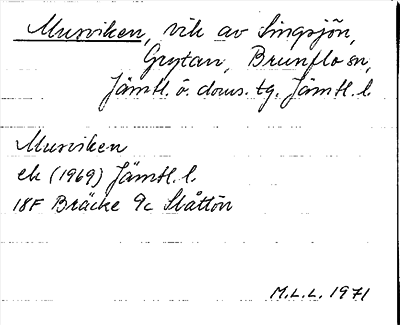 Murviken, vik av Singsjön,
Grytan, Brunflo sn,
Jämtl. ö. doms. tg. Jämtl. l.
Murviken
ek (1969) Jämtl. l.
18F Bräcke 9c Slåttön
M.L.L. 1971